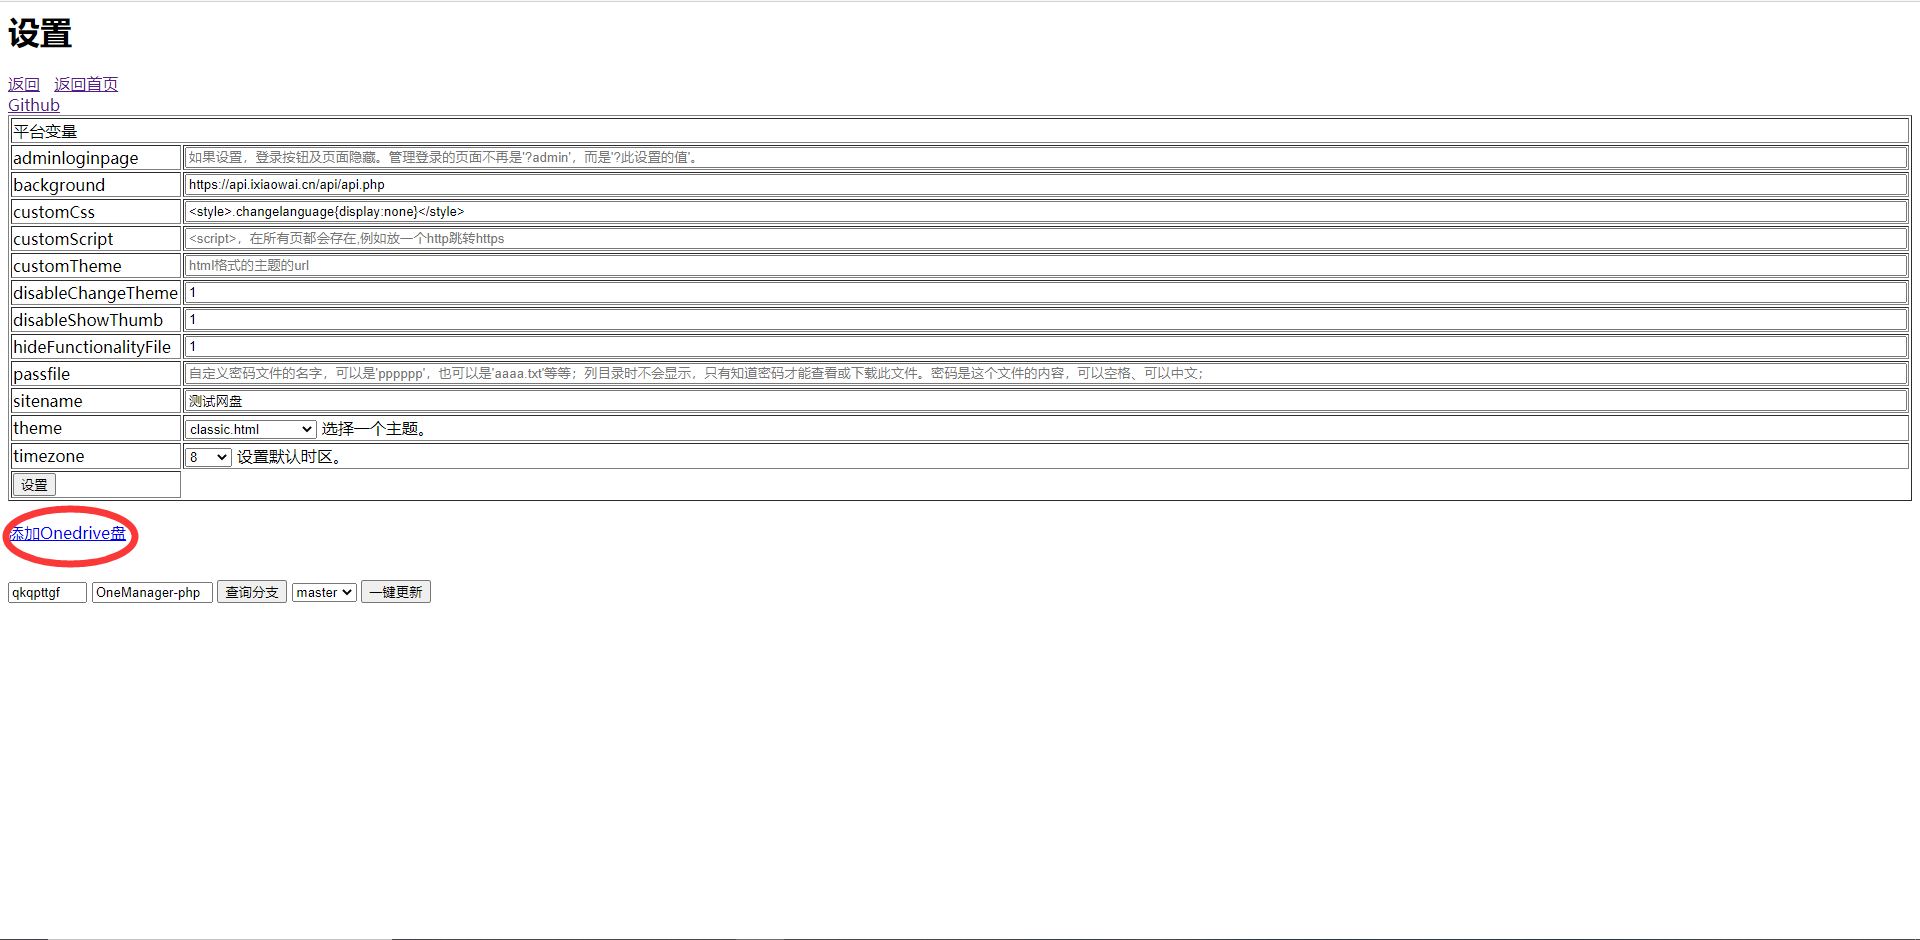 设置
返回 返回首页
Github
平台变量
adminloginpage 如果设置，登录按钮及页面隐藏。管理登录的页面不再是'?admin'，而是'?此设置的值'。
background https://api.ixiaowai.cn/api/api.php
customCss <style>.changelanguage{display:none}</style>
customScript <script>，在所有页都会存在,例如放一个http跳转https
customTheme html格式的主题的url
disableChangeTheme 1
disableShowThumb 1
hideFunctionalityFile 1
passfile 自定义密码文件的名字，可以是'pppppp'，也可以是'aaaa.txt'等等；列目录时不会显示，只有知道密码才能查看或下载此文件。密码是这个文件的内容，可以空格、可以中文；
sitename 测试网盘
theme classic.html 选择一个主题。
timezone 8 设置默认时区。
设置
添加Onedrive盘
qkqpttgf OneManager-php 查询分支 master 一键更新